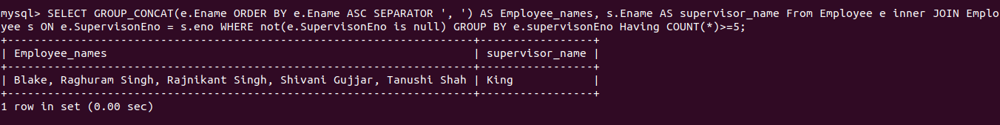 mysql> SELECT GROUP_CONCAT(e.Ename ORDER BY e.Ename ASC SEPARATOR ', ') AS Employee_names, s.Ename AS supervisor_name From Employee e inner JOIN Emplo
yee s ON e.SupervisonEno = s.eno WHERE not(e.SupervisonEno is null) GROUP BY e.supervisonEno Having COUNT(*)>=5;
+---------------------------------------------------------------------+-----------------+
| Employee_names                                                      | supervisor_name |
+---------------------------------------------------------------------+-----------------+
| Blake, Raghuram Singh, Rajnikant Singh, Shivani Gujjar, Tanushi Shah | King            |
+---------------------------------------------------------------------+-----------------+
1 row in set (0.00 sec)